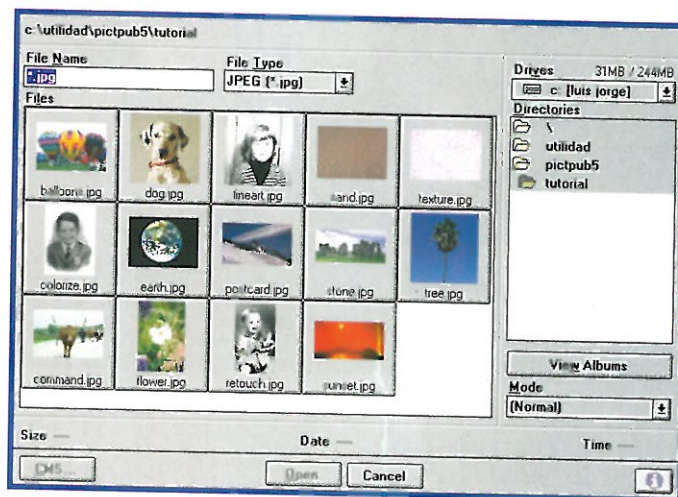 c:\utilidad\pictpub5\tutorial
File Name
File Type
*.jpg
JPEG (*.jpg)
Files
balloons.jpg dog.jpg lineart.jpg sand.jpg texture.jpg
colorize.jpg earth.jpg postcard.jpg stone.jpg tree.jpg
command.jpg flower.jpg retouch.jpg sunset.jpg
Drives 31MB / 244MB
c: [luis jorge]
Directories
\
utilidad
pictpub5
tutorial
View Albums
Mode
(Normal)
Size — Date — Time —
CMS... Open Cancel i